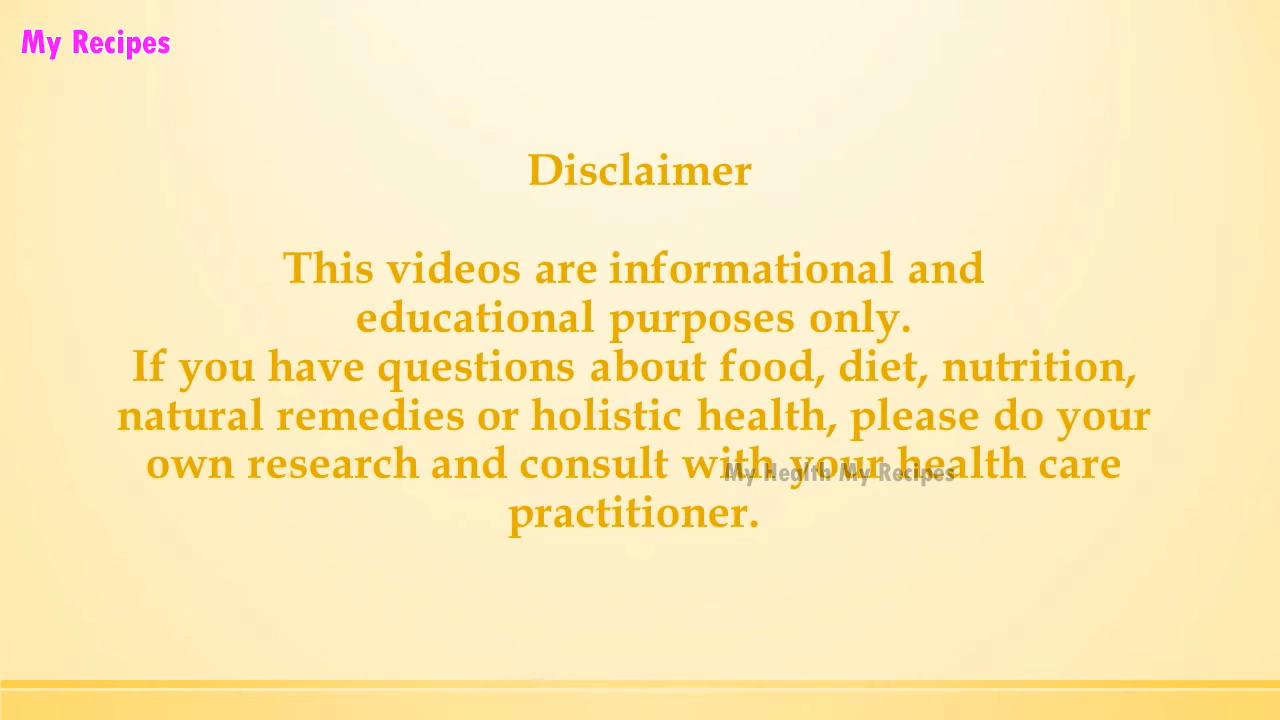 My Recipes
Disclaimer
This videos are informational and
educational purposes only.
If you have questions about food, diet, nutrition,
natural remedies or holistic health, please do your
own research and consult with your health care
My Health My Recipes
practitioner.